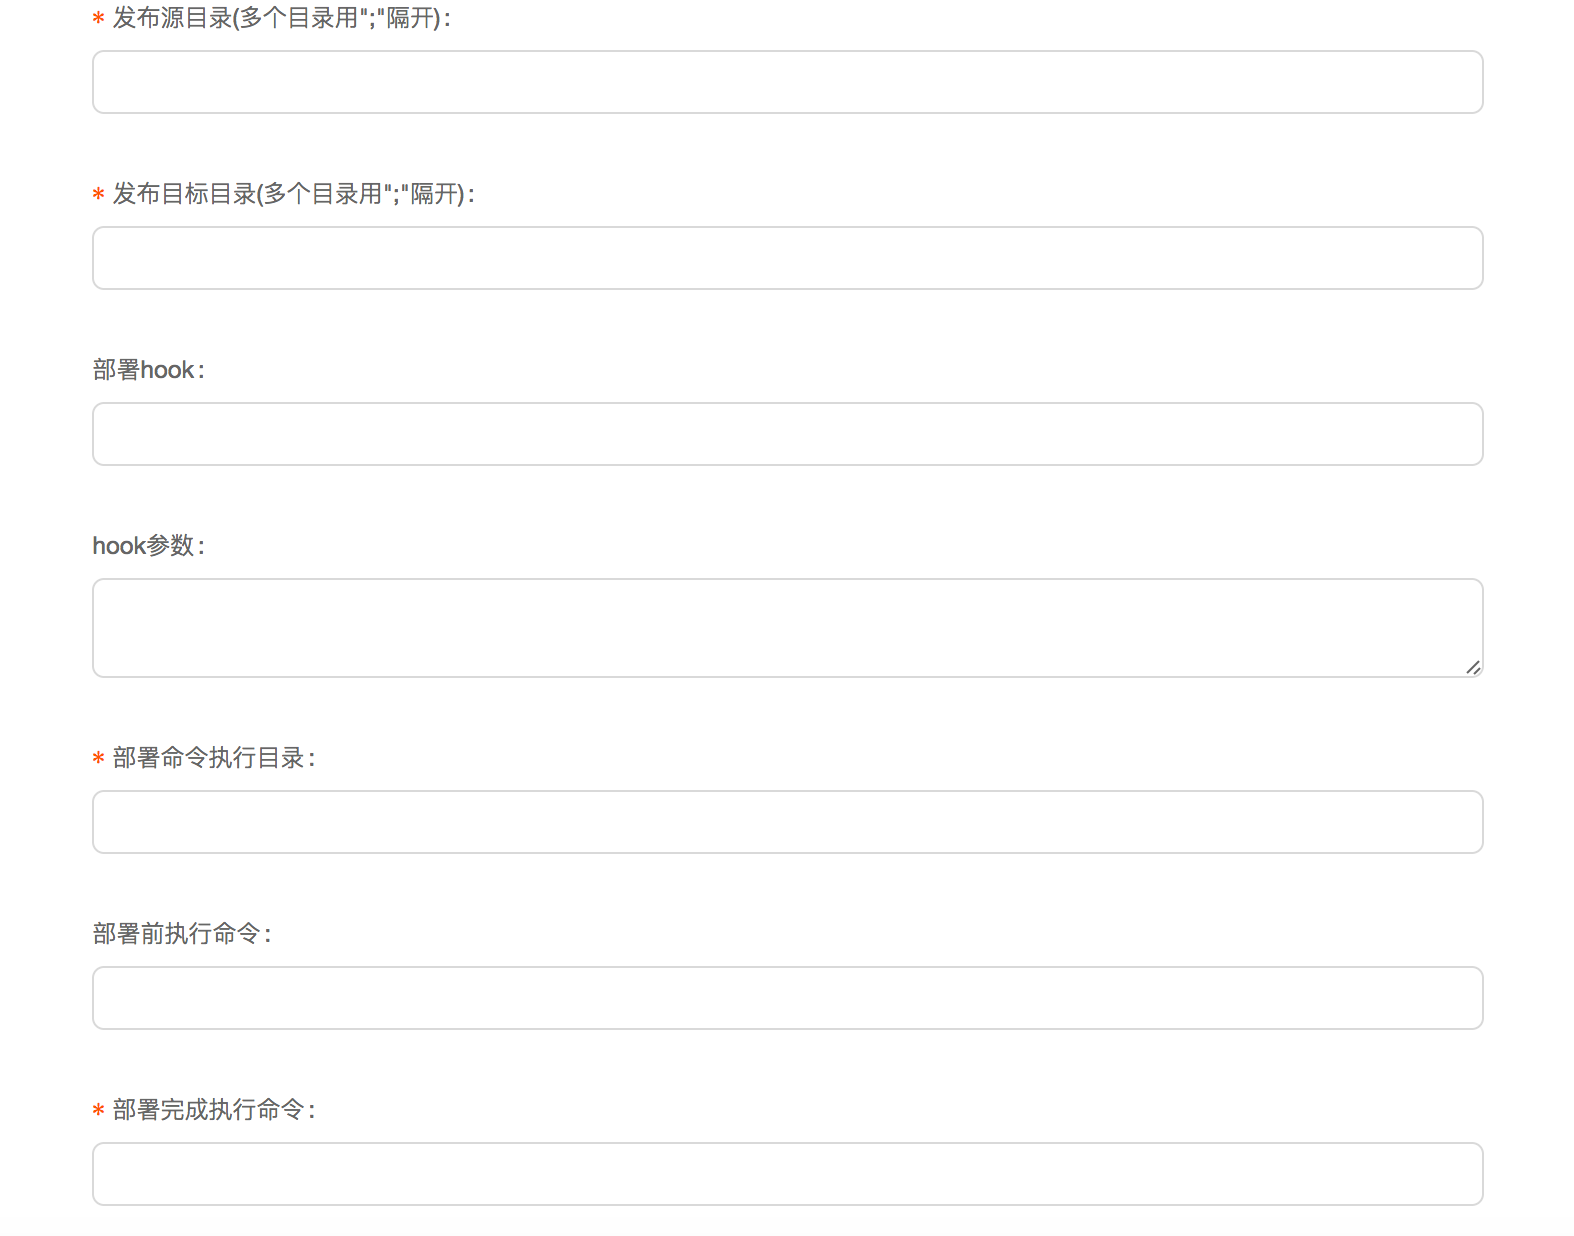 * 发布源目录(多个目录用";"隔开)：
* 发布目标目录(多个目录用";"隔开)：
部署hook：
hook参数：
* 部署命令执行目录：
部署前执行命令：
* 部署完成执行命令：